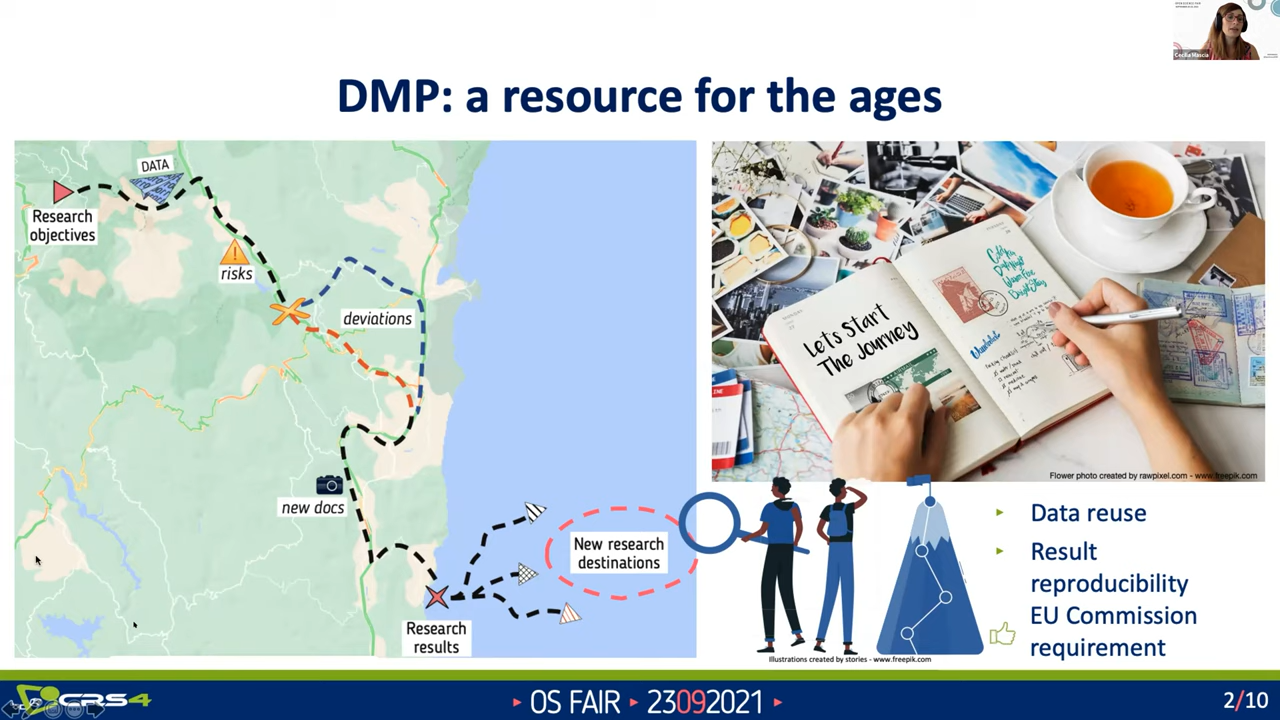 Cecilia Mascia
DMP: a resource for the ages
DATA
Research
objectives
risks
deviations
new docs
Research
results
New research
destinations
Let's Start
The Journey
Wanderlust
Flower photo created by rawpixel.com - www.freepik.com
Data reuse
Result
reproducibility
EU Commission
requirement
Illustrations created by stories - www.freepik.com
CRS4
OS FAIR
23092021
2/10